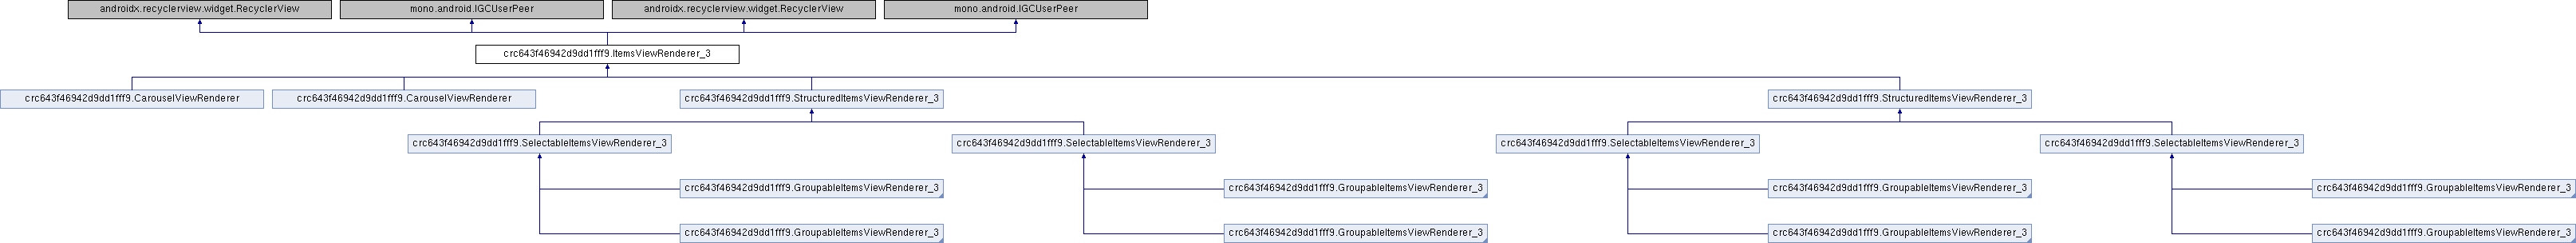 androidx.recyclerview.widget.RecyclerView
mono.android.IGCUserPeer
androidx.recyclerview.widget.RecyclerView
mono.android.IGCUserPeer
crc643f46942d9dd1fff9.ItemsViewRenderer_3
crc643f46942d9dd1fff9.CarouselViewRenderer
crc643f46942d9dd1fff9.CarouselViewRenderer
crc643f46942d9dd1fff9.StructuredItemsViewRenderer_3
crc643f46942d9dd1fff9.StructuredItemsViewRenderer_3
crc643f46942d9dd1fff9.SelectableItemsViewRenderer_3
crc643f46942d9dd1fff9.SelectableItemsViewRenderer_3
crc643f46942d9dd1fff9.SelectableItemsViewRenderer_3
crc643f46942d9dd1fff9.SelectableItemsViewRenderer_3
crc643f46942d9dd1fff9.GroupableItemsViewRenderer_3
crc643f46942d9dd1fff9.GroupableItemsViewRenderer_3
crc643f46942d9dd1fff9.GroupableItemsViewRenderer_3
crc643f46942d9dd1fff9.GroupableItemsViewRenderer_3
crc643f46942d9dd1fff9.GroupableItemsViewRenderer_3
crc643f46942d9dd1fff9.GroupableItemsViewRenderer_3
crc643f46942d9dd1fff9.GroupableItemsViewRenderer_3
crc643f46942d9dd1fff9.GroupableItemsViewRenderer_3